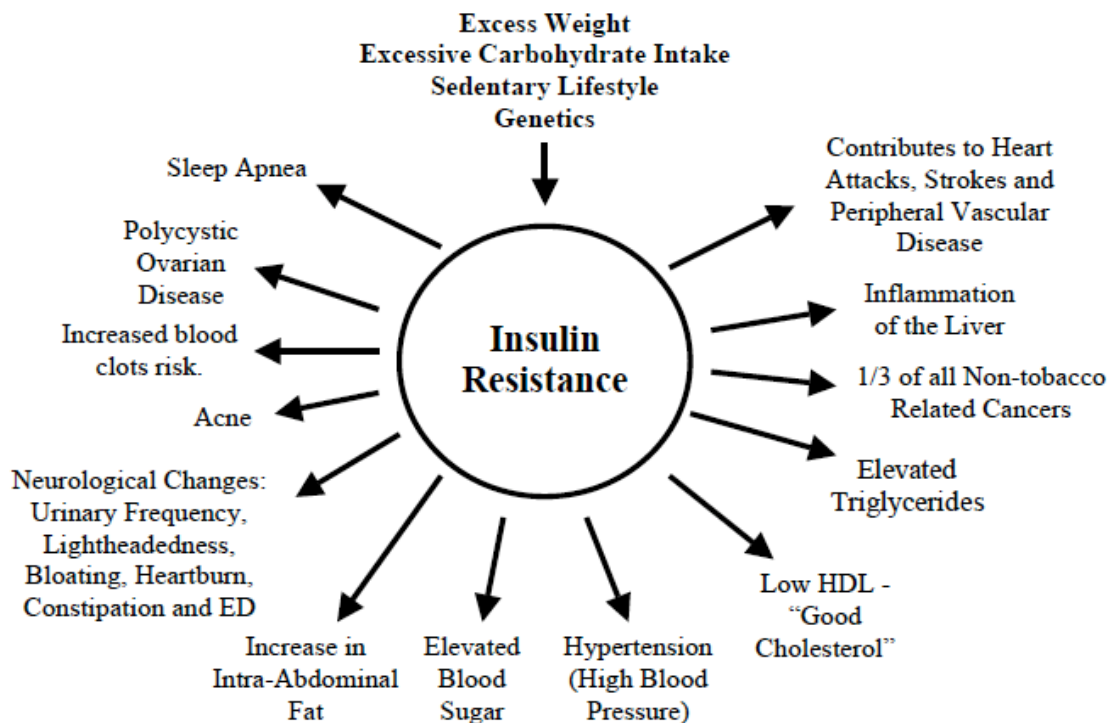 Excess Weight
Excessive Carbohydrate Intake
Sedentary Lifestyle
Genetics
Sleep Apnea
Polycystic
Ovarian
Disease
Increased blood
clots risk.
Acne
Neurological Changes:
Urinary Frequency,
Lightheadedness,
Bloating, Heartburn,
Constipation and ED
Increase in
Intra-Abdominal
Fat
Elevated
Blood
Sugar
Hypertension
(High Blood
Pressure)
Low HDL -
“Good
Cholesterol”
Elevated
Triglycerides
1/3 of all Non-tobacco
Related Cancers
Inflammation
of the Liver
Contributes to Heart
Attacks, Strokes and
Peripheral Vascular
Disease
Insulin
Resistance